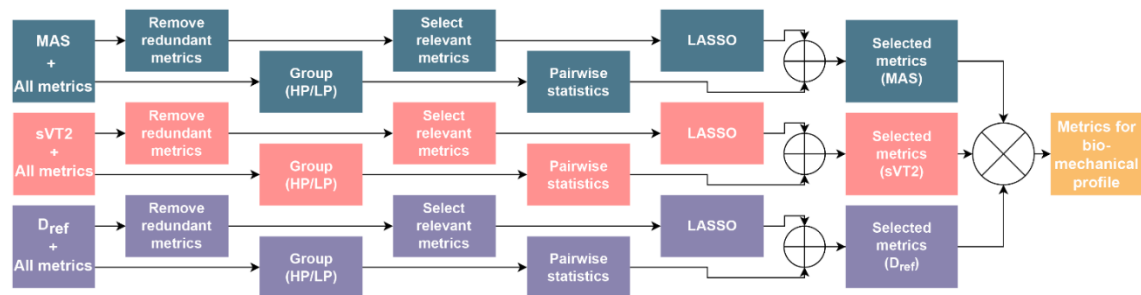 MAS
+
All metrics
Remove
redundant
metrics
Select
relevant
metrics
LASSO
Group
(HP/LP)
Pairwise
statistics
Selected
metrics
(MAS)
sVT2
+
All metrics
Remove
redundant
metrics
Select
relevant
metrics
LASSO
Group
(HP/LP)
Pairwise
statistics
Selected
metrics
(sVT2)
Metrics for
bio-
mechanical
profile
Dref
+
All metrics
Remove
redundant
metrics
Select
relevant
metrics
LASSO
Group
(HP/LP)
Pairwise
statistics
Selected
metrics
(Dref)